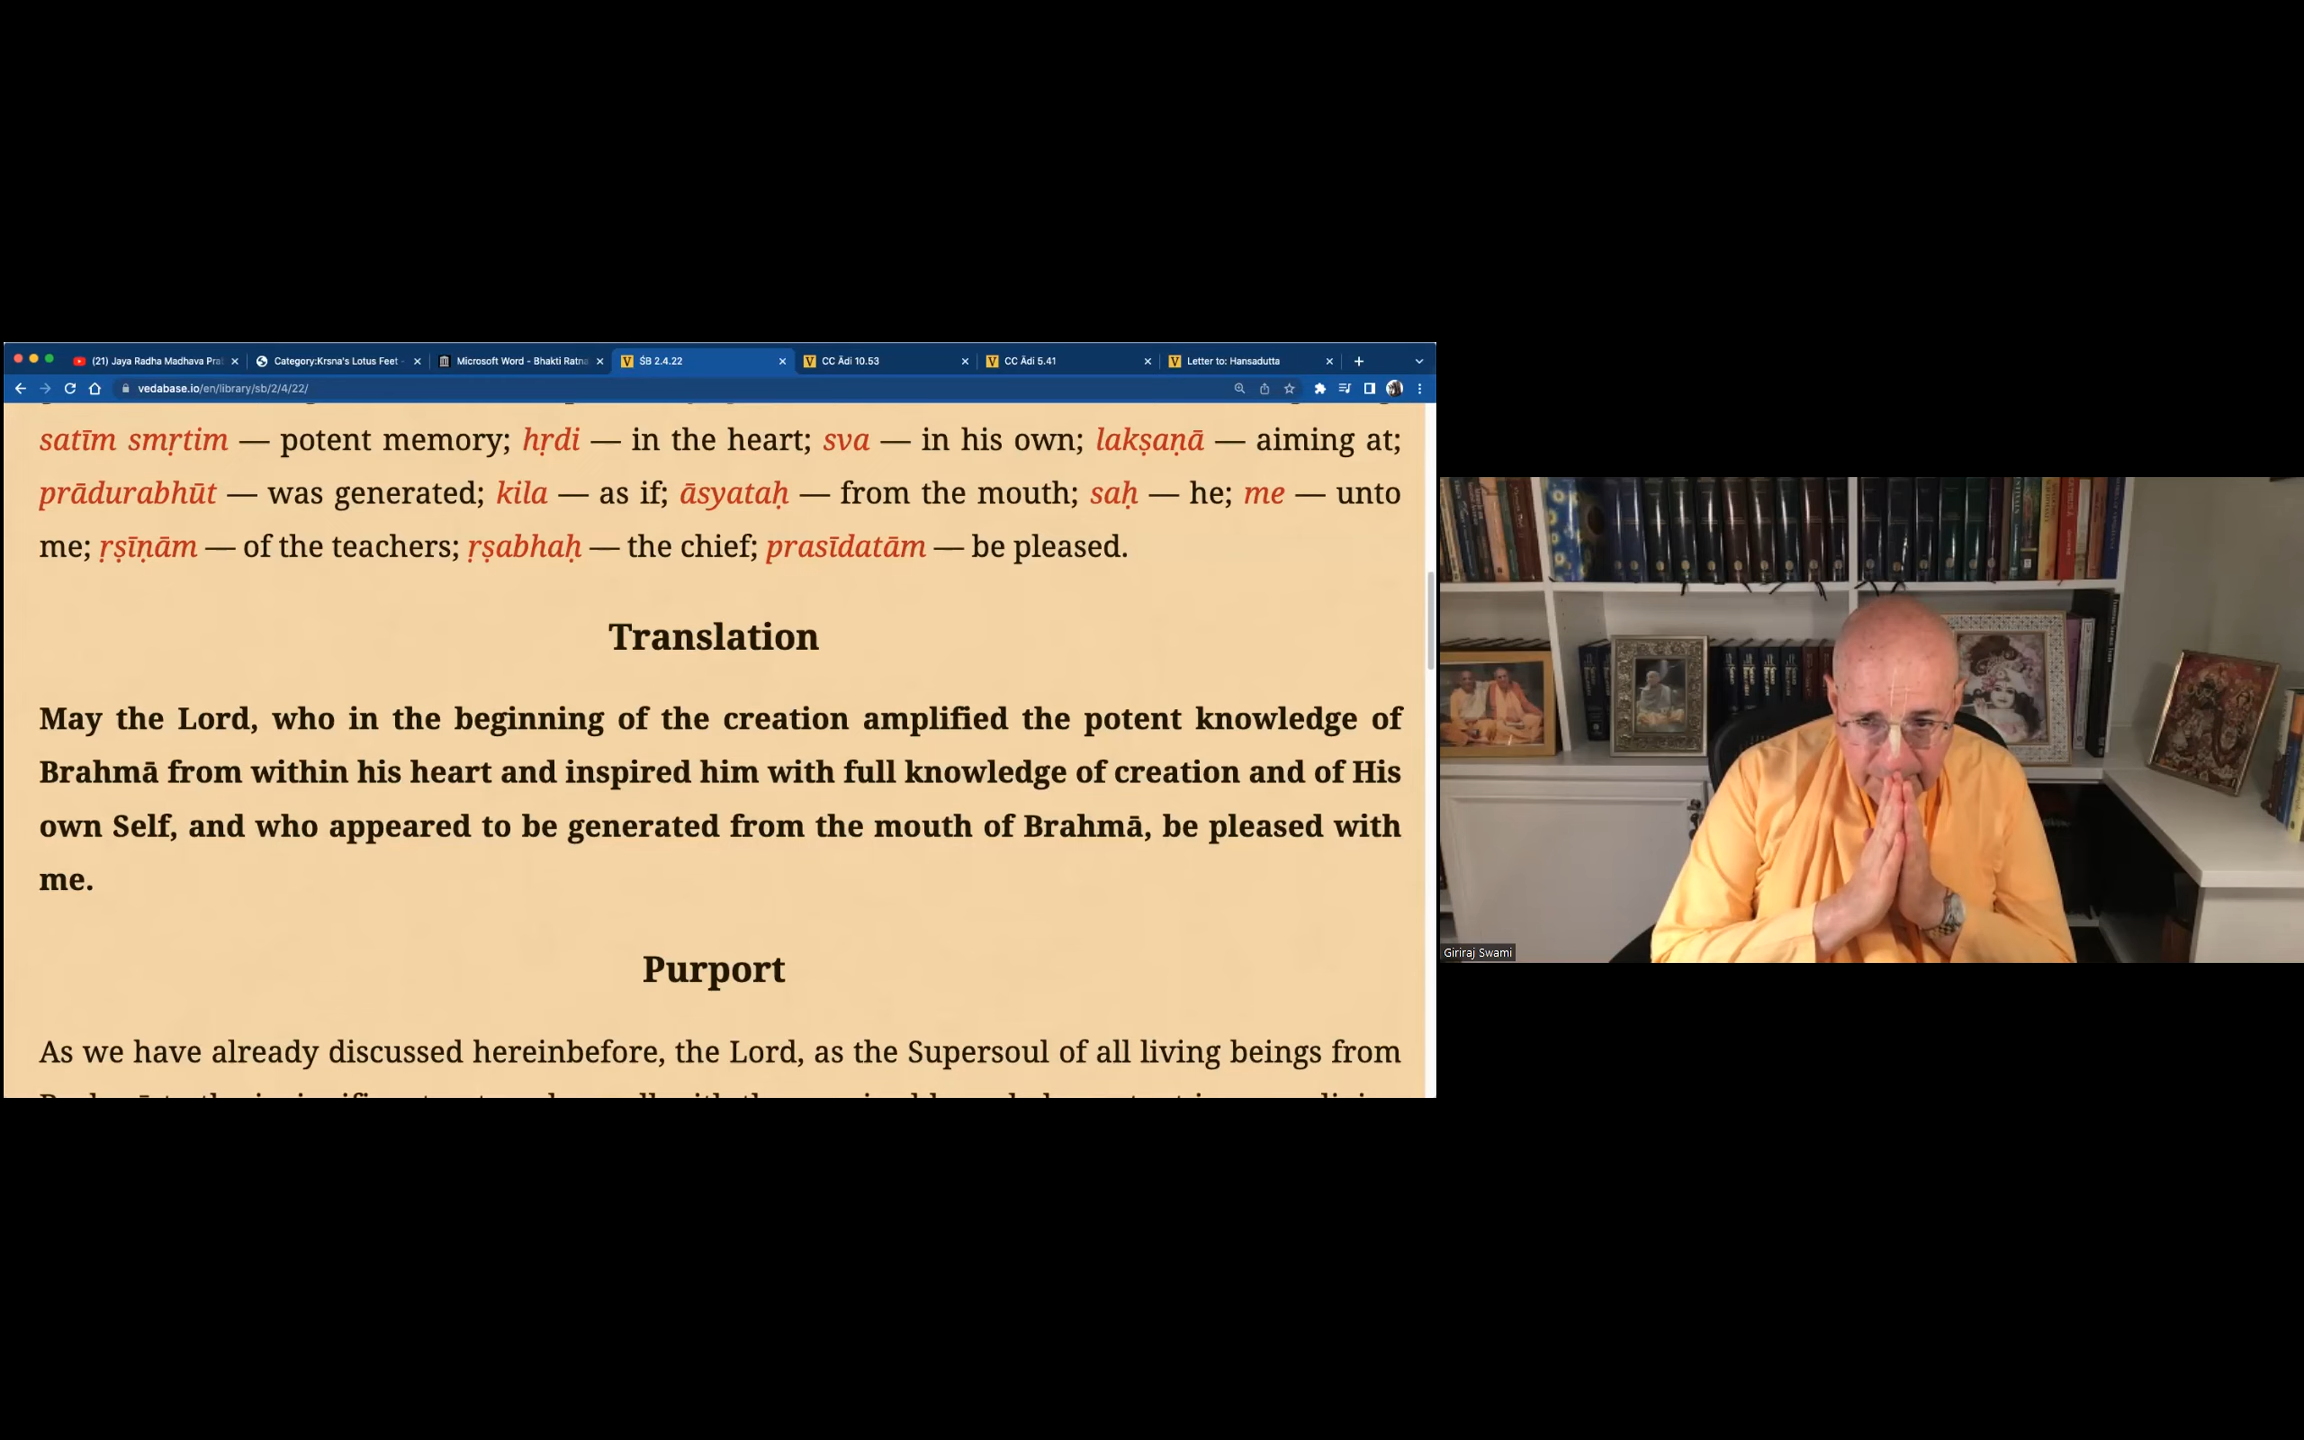 (21) Jaya Radha Madhava Pra
Category:Krsna's Lotus Feet -
Microsoft Word - Bhakti Ratna
ŚB 2.4.22
CC Ādi 10.53
CC Ādi 5.41
Letter to: Hansadutta
vedabase.io/en/library/sb/2/4/22/
satīm smṛtim — potent memory; hṛdi — in the heart; sva — in his own; lakṣaṇā — aiming at;
prādurabhūt — was generated; kila — as if; āsyataḥ — from the mouth; saḥ — he; me — unto
me; ṛṣīṇām — of the teachers; ṛṣabhaḥ — the chief; prasīdatām — be pleased.
Translation
May the Lord, who in the beginning of the creation amplified the potent knowledge of
Brahmā from within his heart and inspired him with full knowledge of creation and of His
own Self, and who appeared to be generated from the mouth of Brahmā, be pleased with
me.
Purport
As we have already discussed hereinbefore, the Lord, as the Supersoul of all living beings from
Giriraj Swami